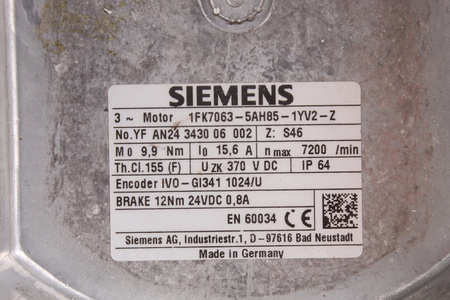 SIEMENS
3 ~ Motor 1FK7063-5AH85-1YV2-Z
No.YF AN24 3430 06 002 Z: S46
M0 9,9 Nm I0 15,6 A nmax 7200 /min
Th.Cl.155 (F) UZK 370 V DC IP 64
Encoder IVO-GI341 1024/U
BRAKE 12Nm 24VDC 0,8A
EN 60034 CE
Siemens AG, Industriestr.1, D-97616 Bad Neustadt
Made in Germany